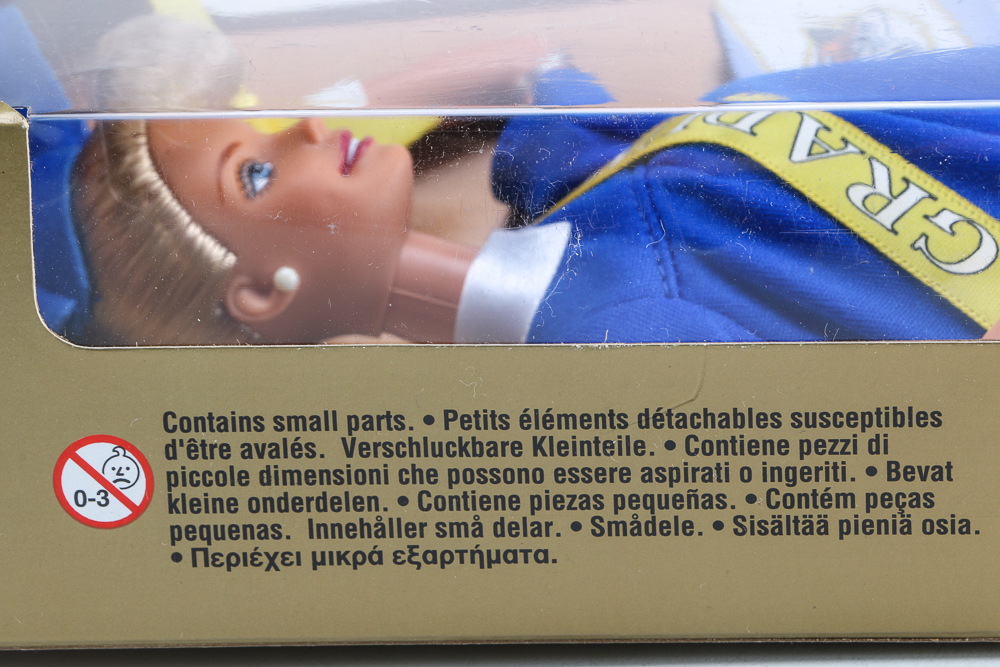 GRAD
Contains small parts. • Petits éléments détachables susceptibles
d'être avalés. Verschluckbare Kleinteile. • Contiene pezzi di
piccole dimensioni che possono essere aspirati o ingeriti. • Bevat
kleine onderdelen. • Contiene piezas pequeñas. • Contém peças
pequenas. Innehåller små delar. • Smådele. • Sisältää pieniä osia.
• Περιέχει μικρά εξαρτήματα.
0-3